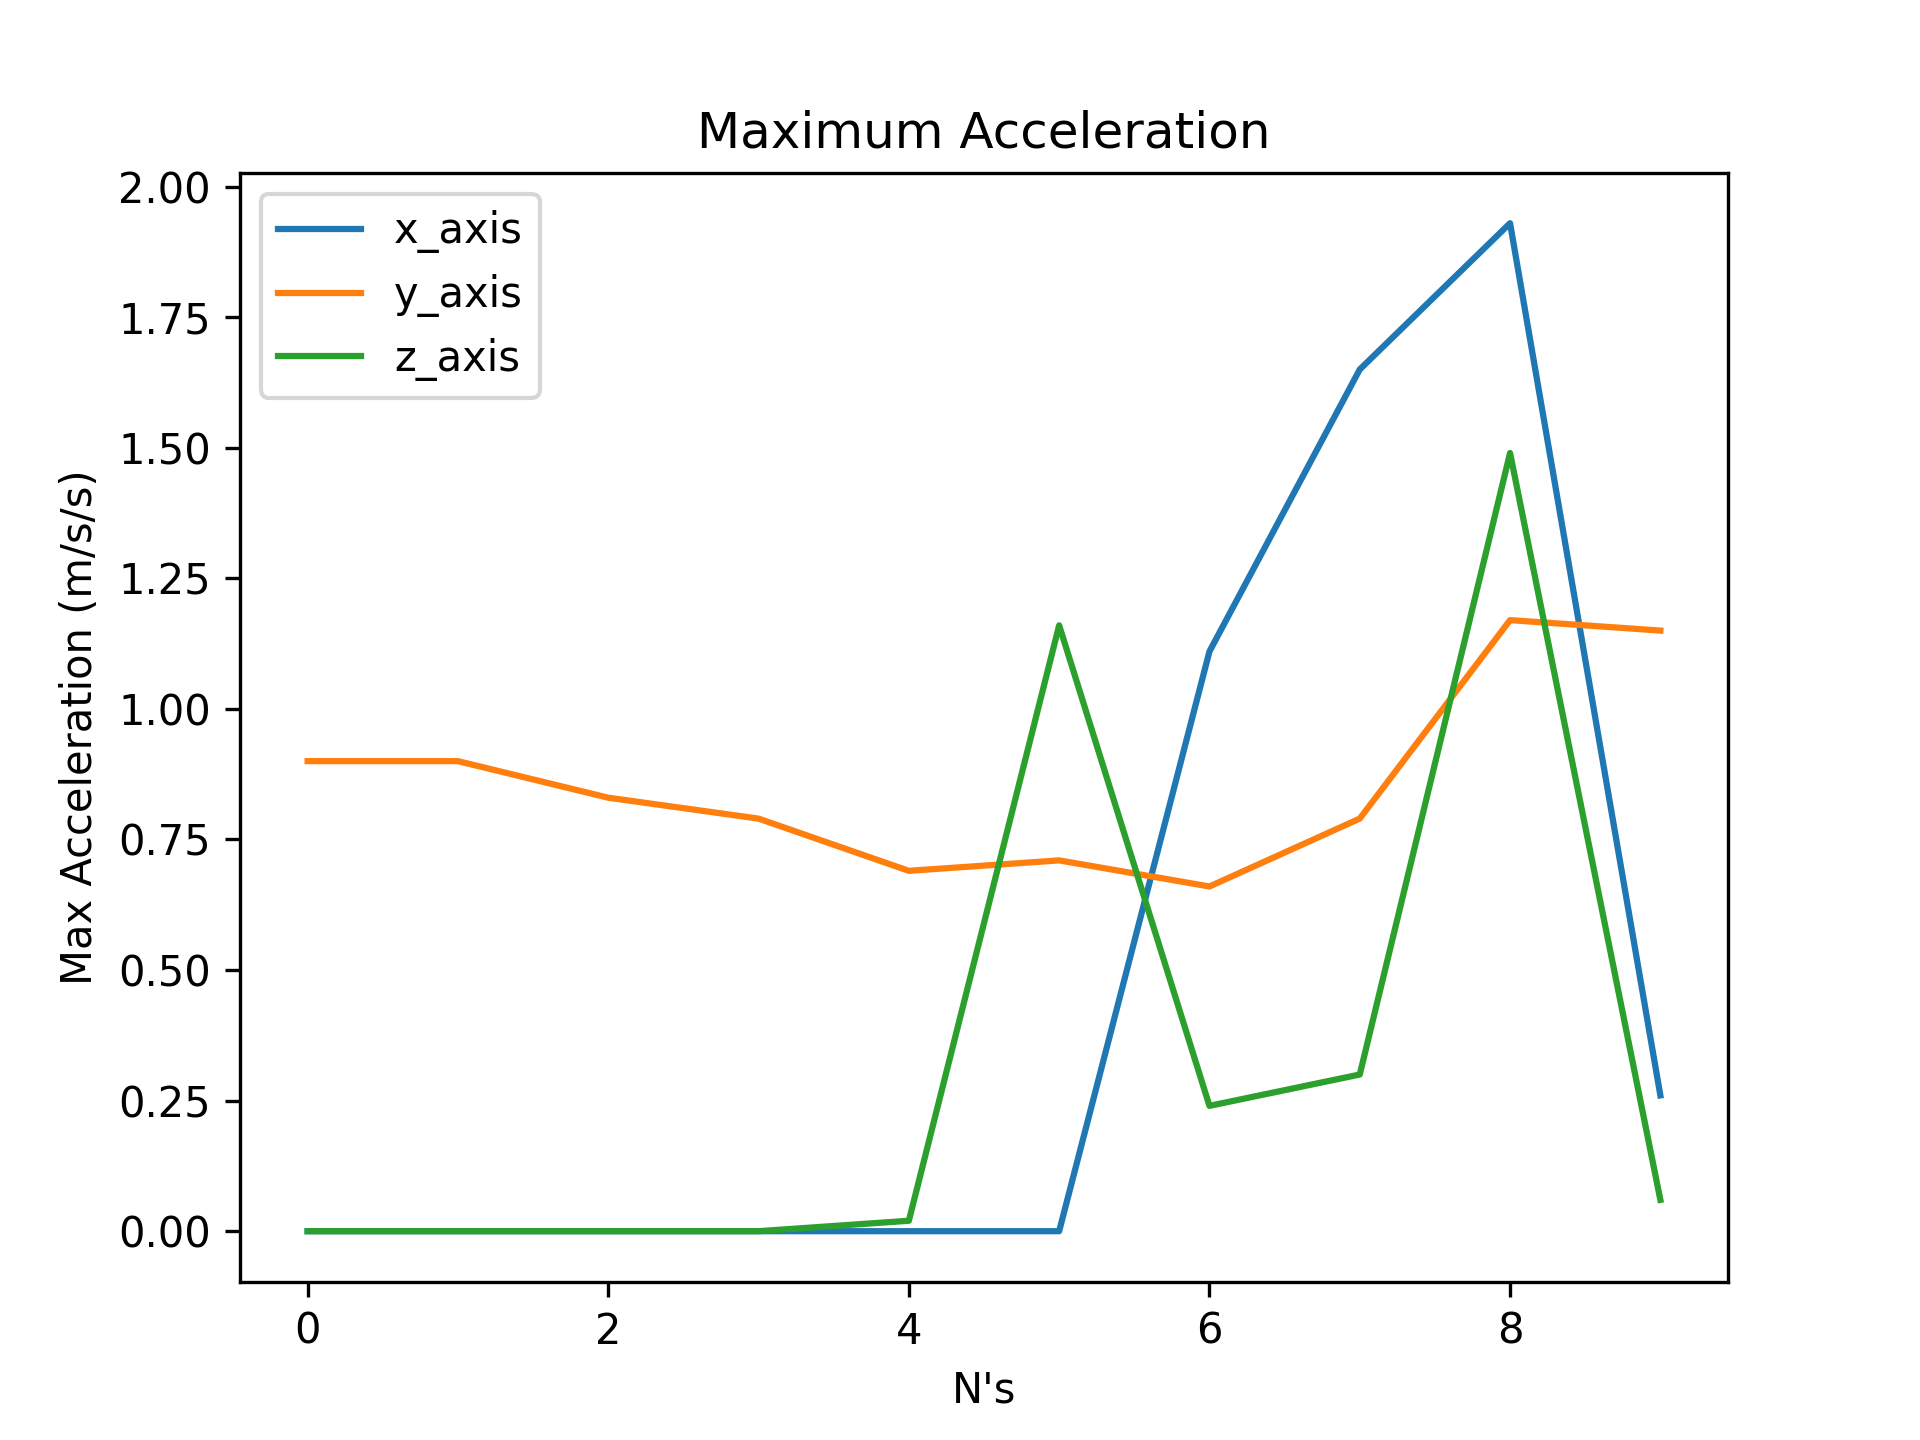 Maximum Acceleration
2.00
1.75
1.50
1.25
1.00
0.75
0.50
0.25
0.00
Max Acceleration (m/s/s)
x_axis
y_axis
z_axis
0 2 4 6 8
N's